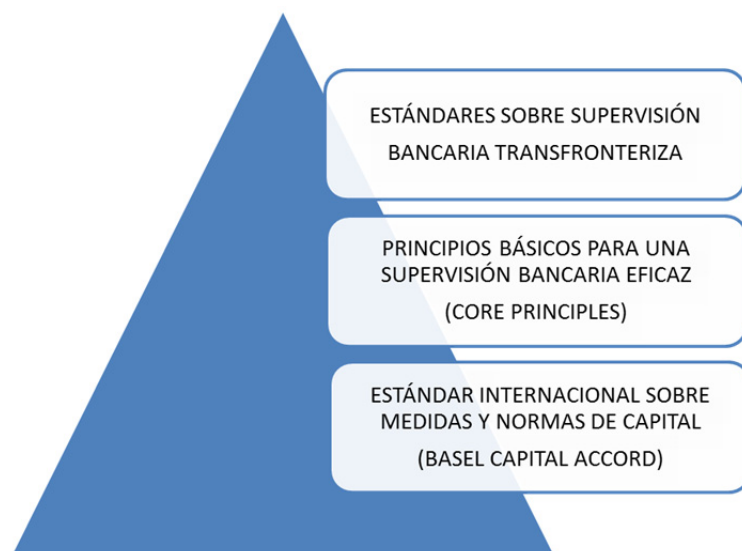 ESTÁNDARES SOBRE SUPERVISIÓN
BANCARIA TRANSFRONTERIZA
PRINCIPIOS BÁSICOS PARA UNA
SUPERVISIÓN BANCARIA EFICAZ
(CORE PRINCIPLES)
ESTÁNDAR INTERNACIONAL SOBRE
MEDIDAS Y NORMAS DE CAPITAL
(BASEL CAPITAL ACCORD)